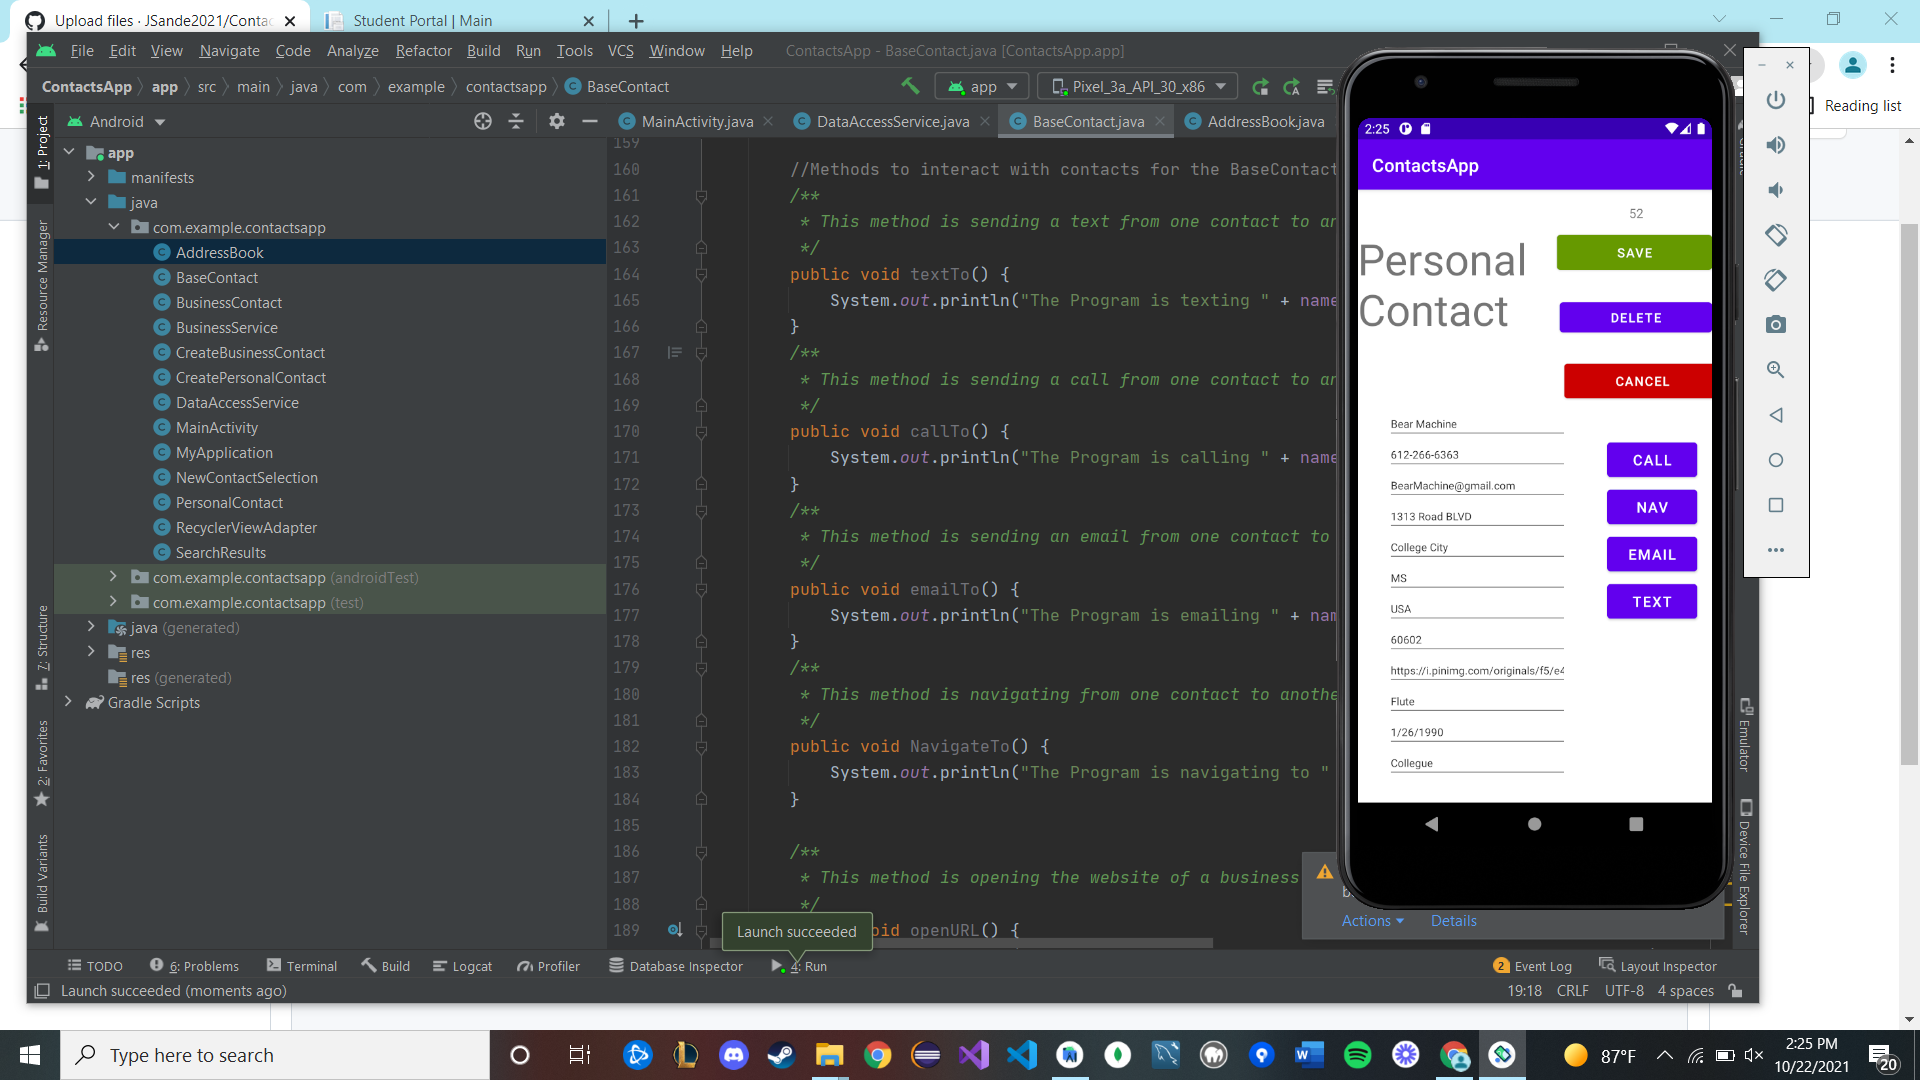 Upload files · JSande2021/Contac
Student Portal | Main
File Edit View Navigate Code Analyze Refactor Build Run Tools VCS Window Help ContactsApp - BaseContact.java [ContactsApp.app]
ContactsApp app src main java com example contactsapp BaseContact
app Pixel_3a_API_30_x86
Reading list
Android
MainActivity.java DataAccessService.java BaseContact.java AddressBook.java
1: Project
Resource Manager
7: Structure
2: Favorites
Build Variants
app
manifests
java
com.example.contactsapp
AddressBook
BaseContact
BusinessContact
BusinessService
CreateBusinessContact
CreatePersonalContact
DataAccessService
MainActivity
MyApplication
NewContactSelection
PersonalContact
RecyclerViewAdapter
SearchResults
com.example.contactsapp (androidTest)
com.example.contactsapp (test)
java (generated)
res
res (generated)
Gradle Scripts
159
160 //Methods to interact with contacts for the BaseContact
161 /**
162 * This method is sending a text from one contact to an
163 */
164 public void textTo() {
165 System.out.println("The Program is texting " + name
166 }
167 /**
168 * This method is sending a call from one contact to an
169 */
170 public void callTo() {
171 System.out.println("The Program is calling " + name
172 }
173 /**
174 * This method is sending an email from one contact to
175 */
176 public void emailTo() {
177 System.out.println("The Program is emailing " + nam
178 }
179 /**
180 * This method is navigating from one contact to anothe
181 */
182 public void NavigateTo() {
183 System.out.println("The Program is navigating to "
184 }
185
186 /**
187 * This method is opening the website of a business
188 */
189 oid openURL() {
Launch succeeded
2:25
ContactsApp
52
Personal
Contact
SAVE
DELETE
CANCEL
Bear Machine
612-266-6363
BearMachine@gmail.com
1313 Road BLVD
College City
MS
USA
60602
https://i.pinimg.com/originals/f5/e4
Flute
1/26/1990
Collegue
CALL
NAV
EMAIL
TEXT
Emulator
Device File Explorer
Actions Details
TODO 6: Problems Terminal Build Logcat Profiler Database Inspector 4: Run 2 Event Log Layout Inspector
Launch succeeded (moments ago) 19:18 CRLF UTF-8 4 spaces
Type here to search
87°F
2:25 PM
10/22/2021
20